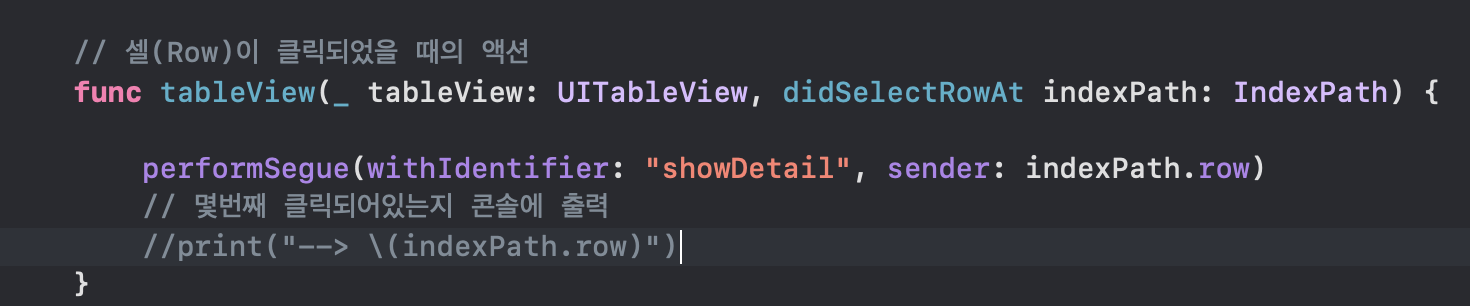 // 셀(Row)이 클릭되었을 때의 액션
func tableView(_ tableView: UITableView, didSelectRowAt indexPath: IndexPath) {
performSegue(withIdentifier: "showDetail", sender: indexPath.row)
// 몇번째 클릭되어있는지 콘솔에 출력
//print("--> \(indexPath.row)")
}